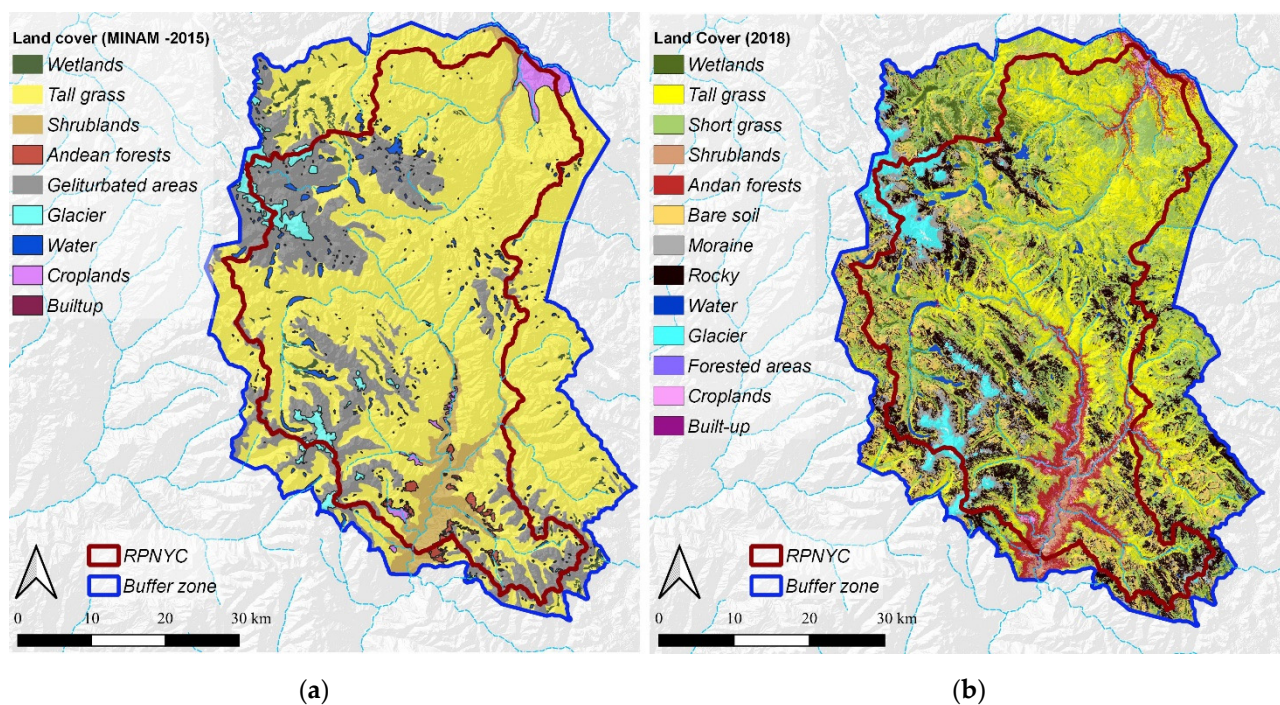 Land cover (MINAM -2015)
Wetlands
Tall grass
Shrublands
Andean forests
Geliturbated areas
Glacier
Water
Croplands
Builtup
RPNYC
Buffer zone
0 10 20 30 km
(a)
Land Cover (2018)
Wetlands
Tall grass
Short grass
Shrublands
Andan forests
Bare soil
Moraine
Rocky
Water
Glacier
Forested areas
Croplands
Built-up
RPNYC
Buffer zone
0 10 20 30 km
(b)